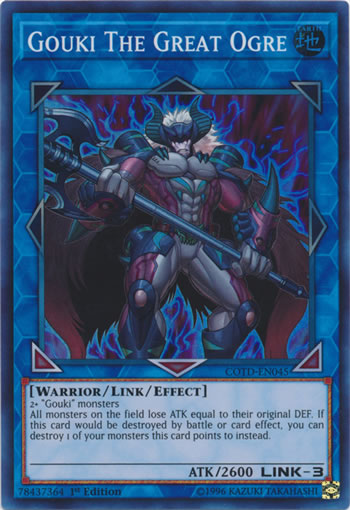 GOUKI THE GREAT OGRE
EARTH
地
COTD-EN045
[WARRIOR/LINK/EFFECT]
2+ "Gouki" monsters
All monsters on the field lose ATK equal to their original DEF. If
this card would be destroyed by battle or card effect, you can
destroy 1 of your monsters this card points to instead.
ATK/2600 LINK-3
78437364 1st Edition ©1996 KAZUKI TAKAHASHI